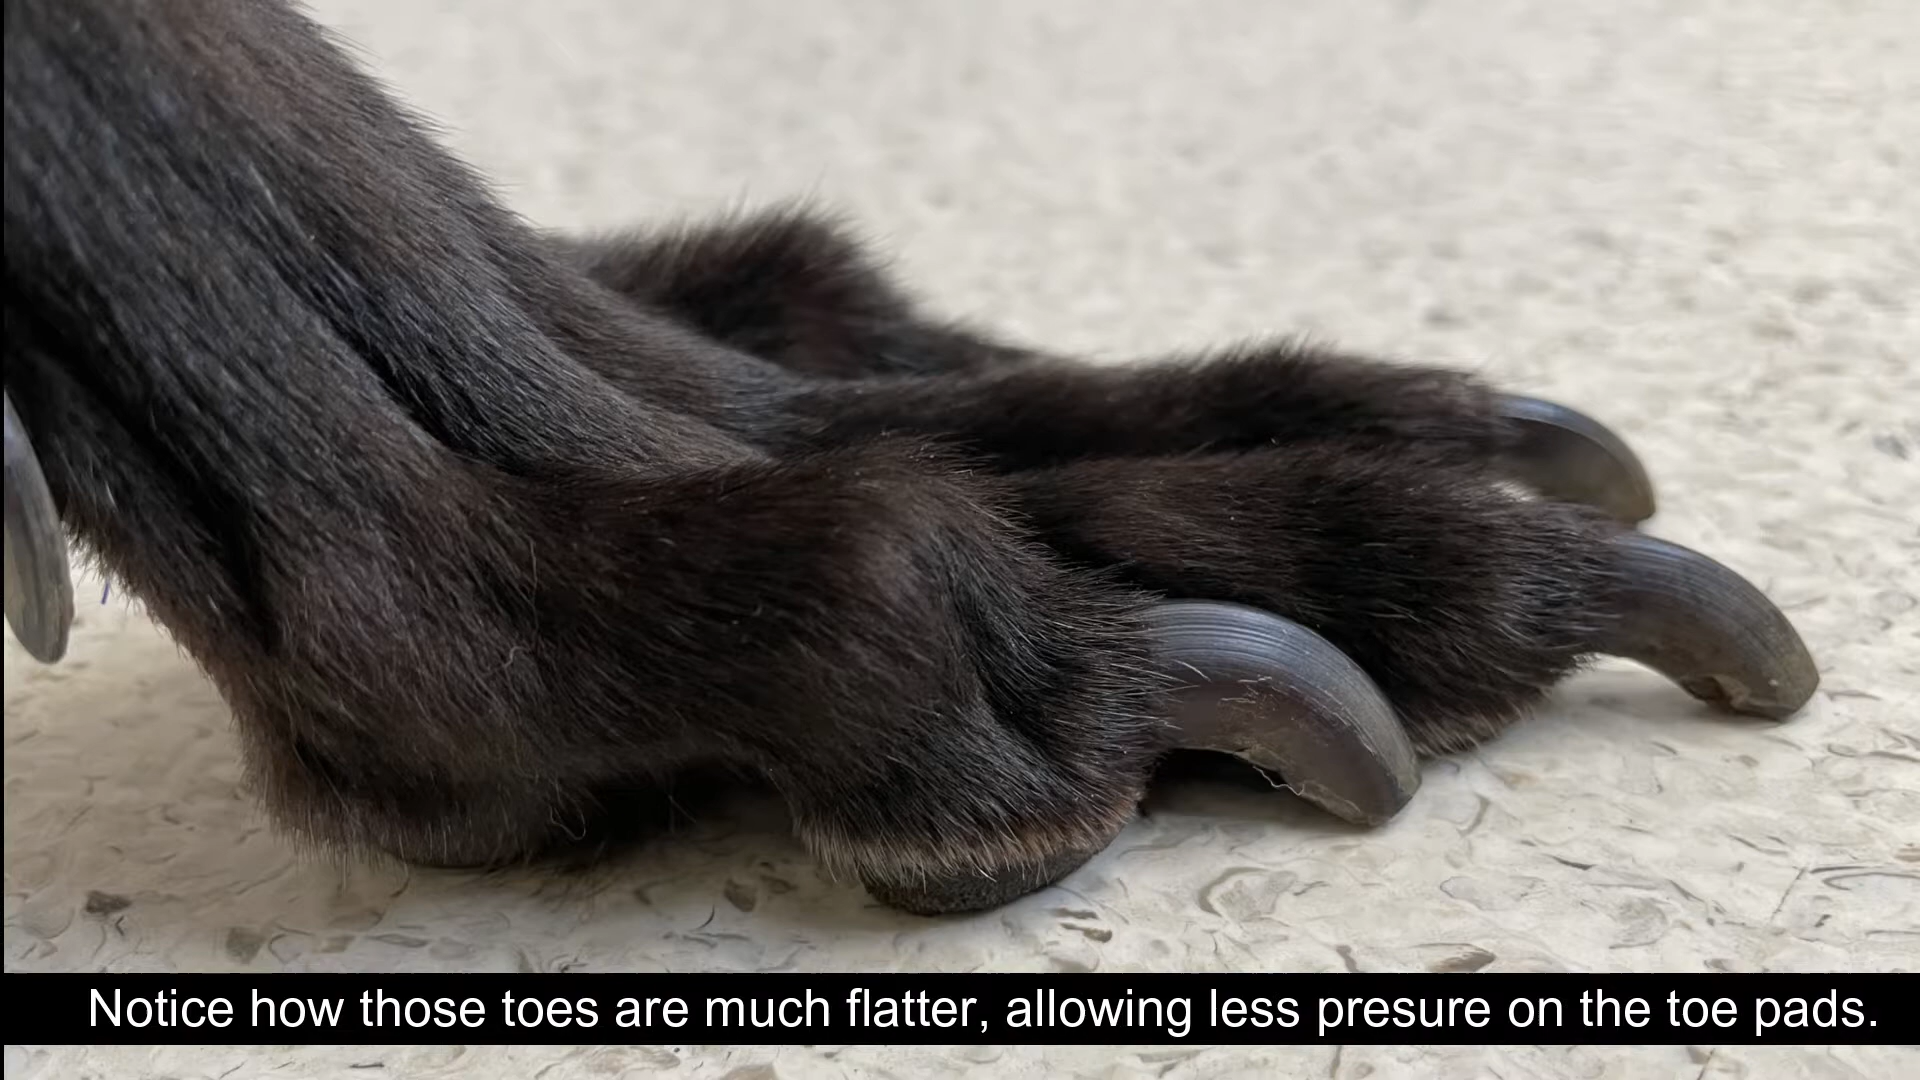 Notice how those toes are much flatter, allowing less presure on the toe pads.